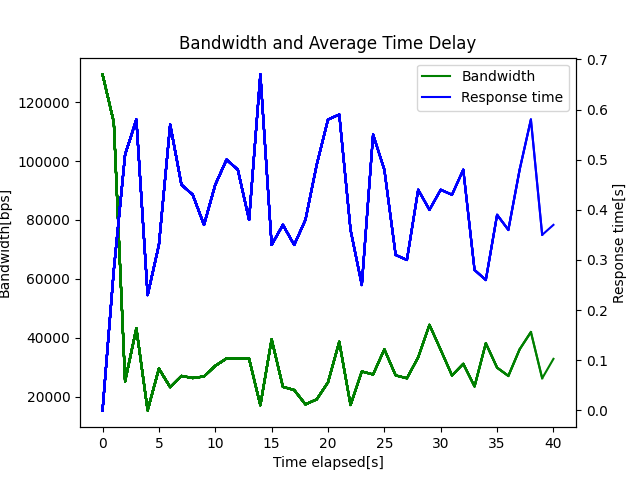 Bandwidth and Average Time Delay
Bandwidth
Response time
120000
100000
80000
60000
40000
20000
Bandwidth[bps]
0.7
0.6
0.5
0.4
0.3
0.2
0.1
0.0
Response time[s]
0 5 10 15 20 25 30 35 40
Time elapsed[s]